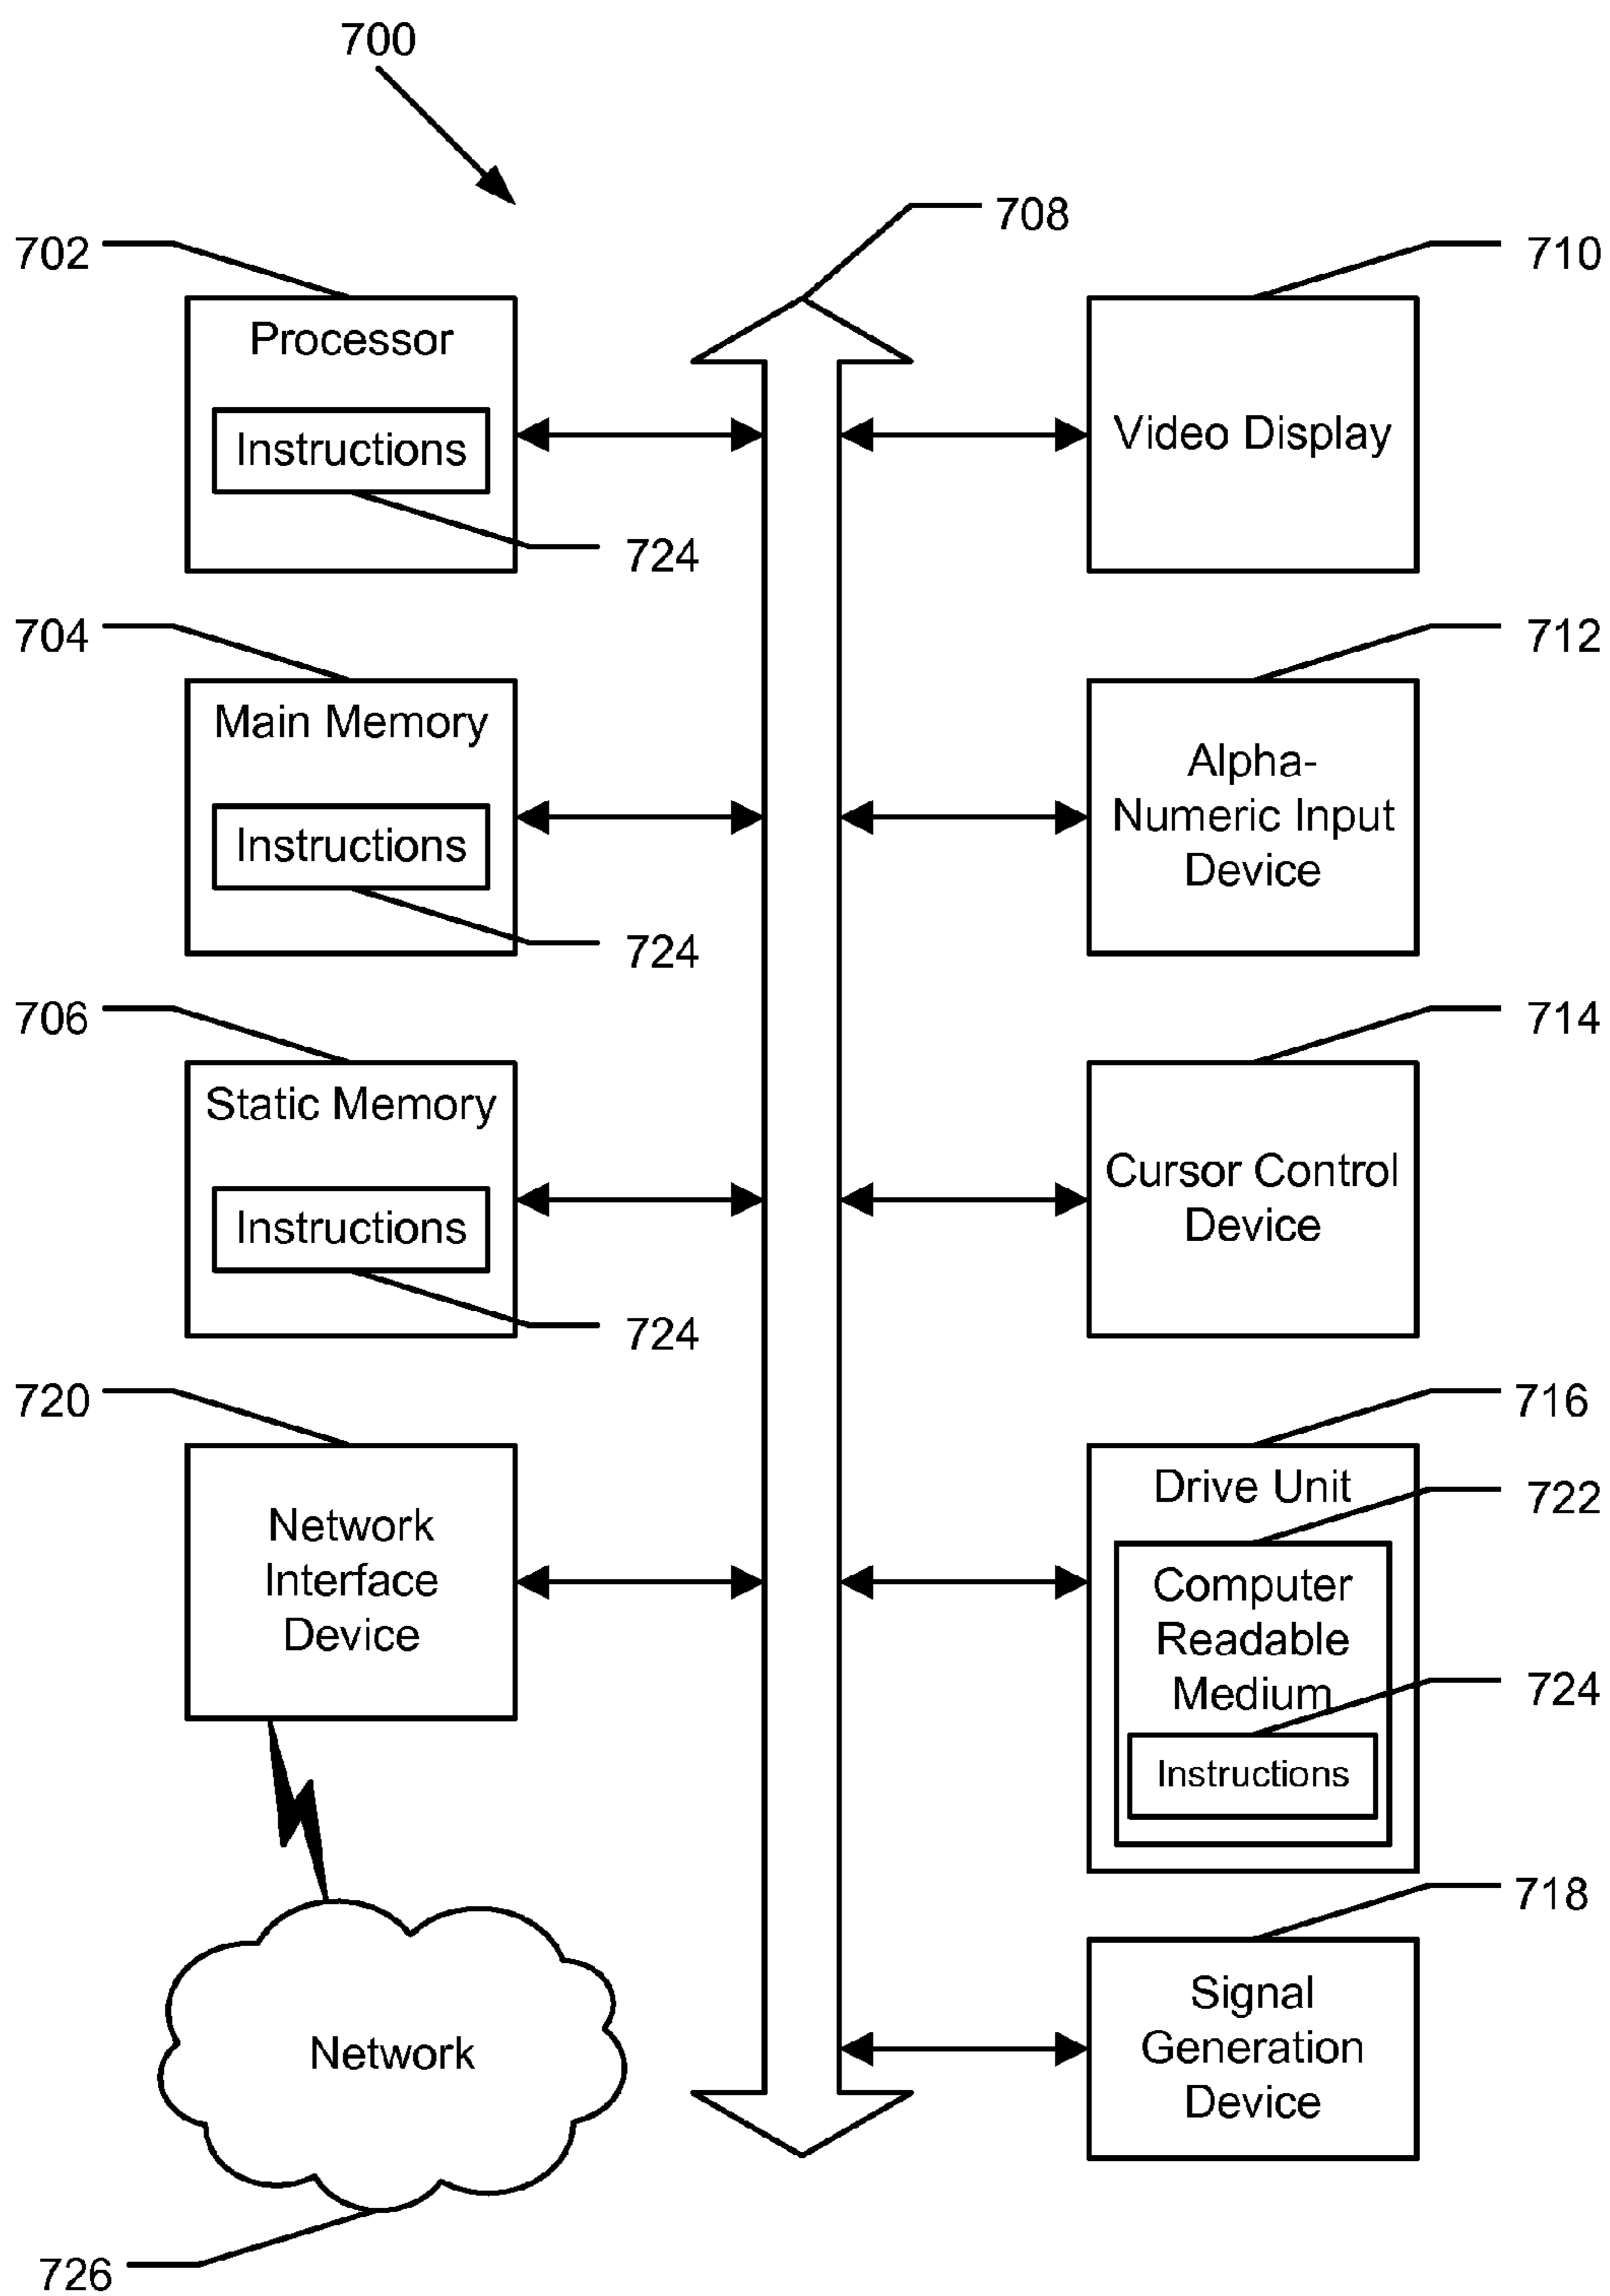 700
708
702
710
Processor
Instructions
Video Display
724
704
712
Main Memory
Instructions
Alpha-
Numeric Input
Device
724
706
714
Static Memory
Instructions
Cursor Control
Device
724
720
716
Network
Interface
Device
Drive Unit
722
Computer
Readable
Medium
724
Instructions
718
Network
Signal
Generation
Device
726